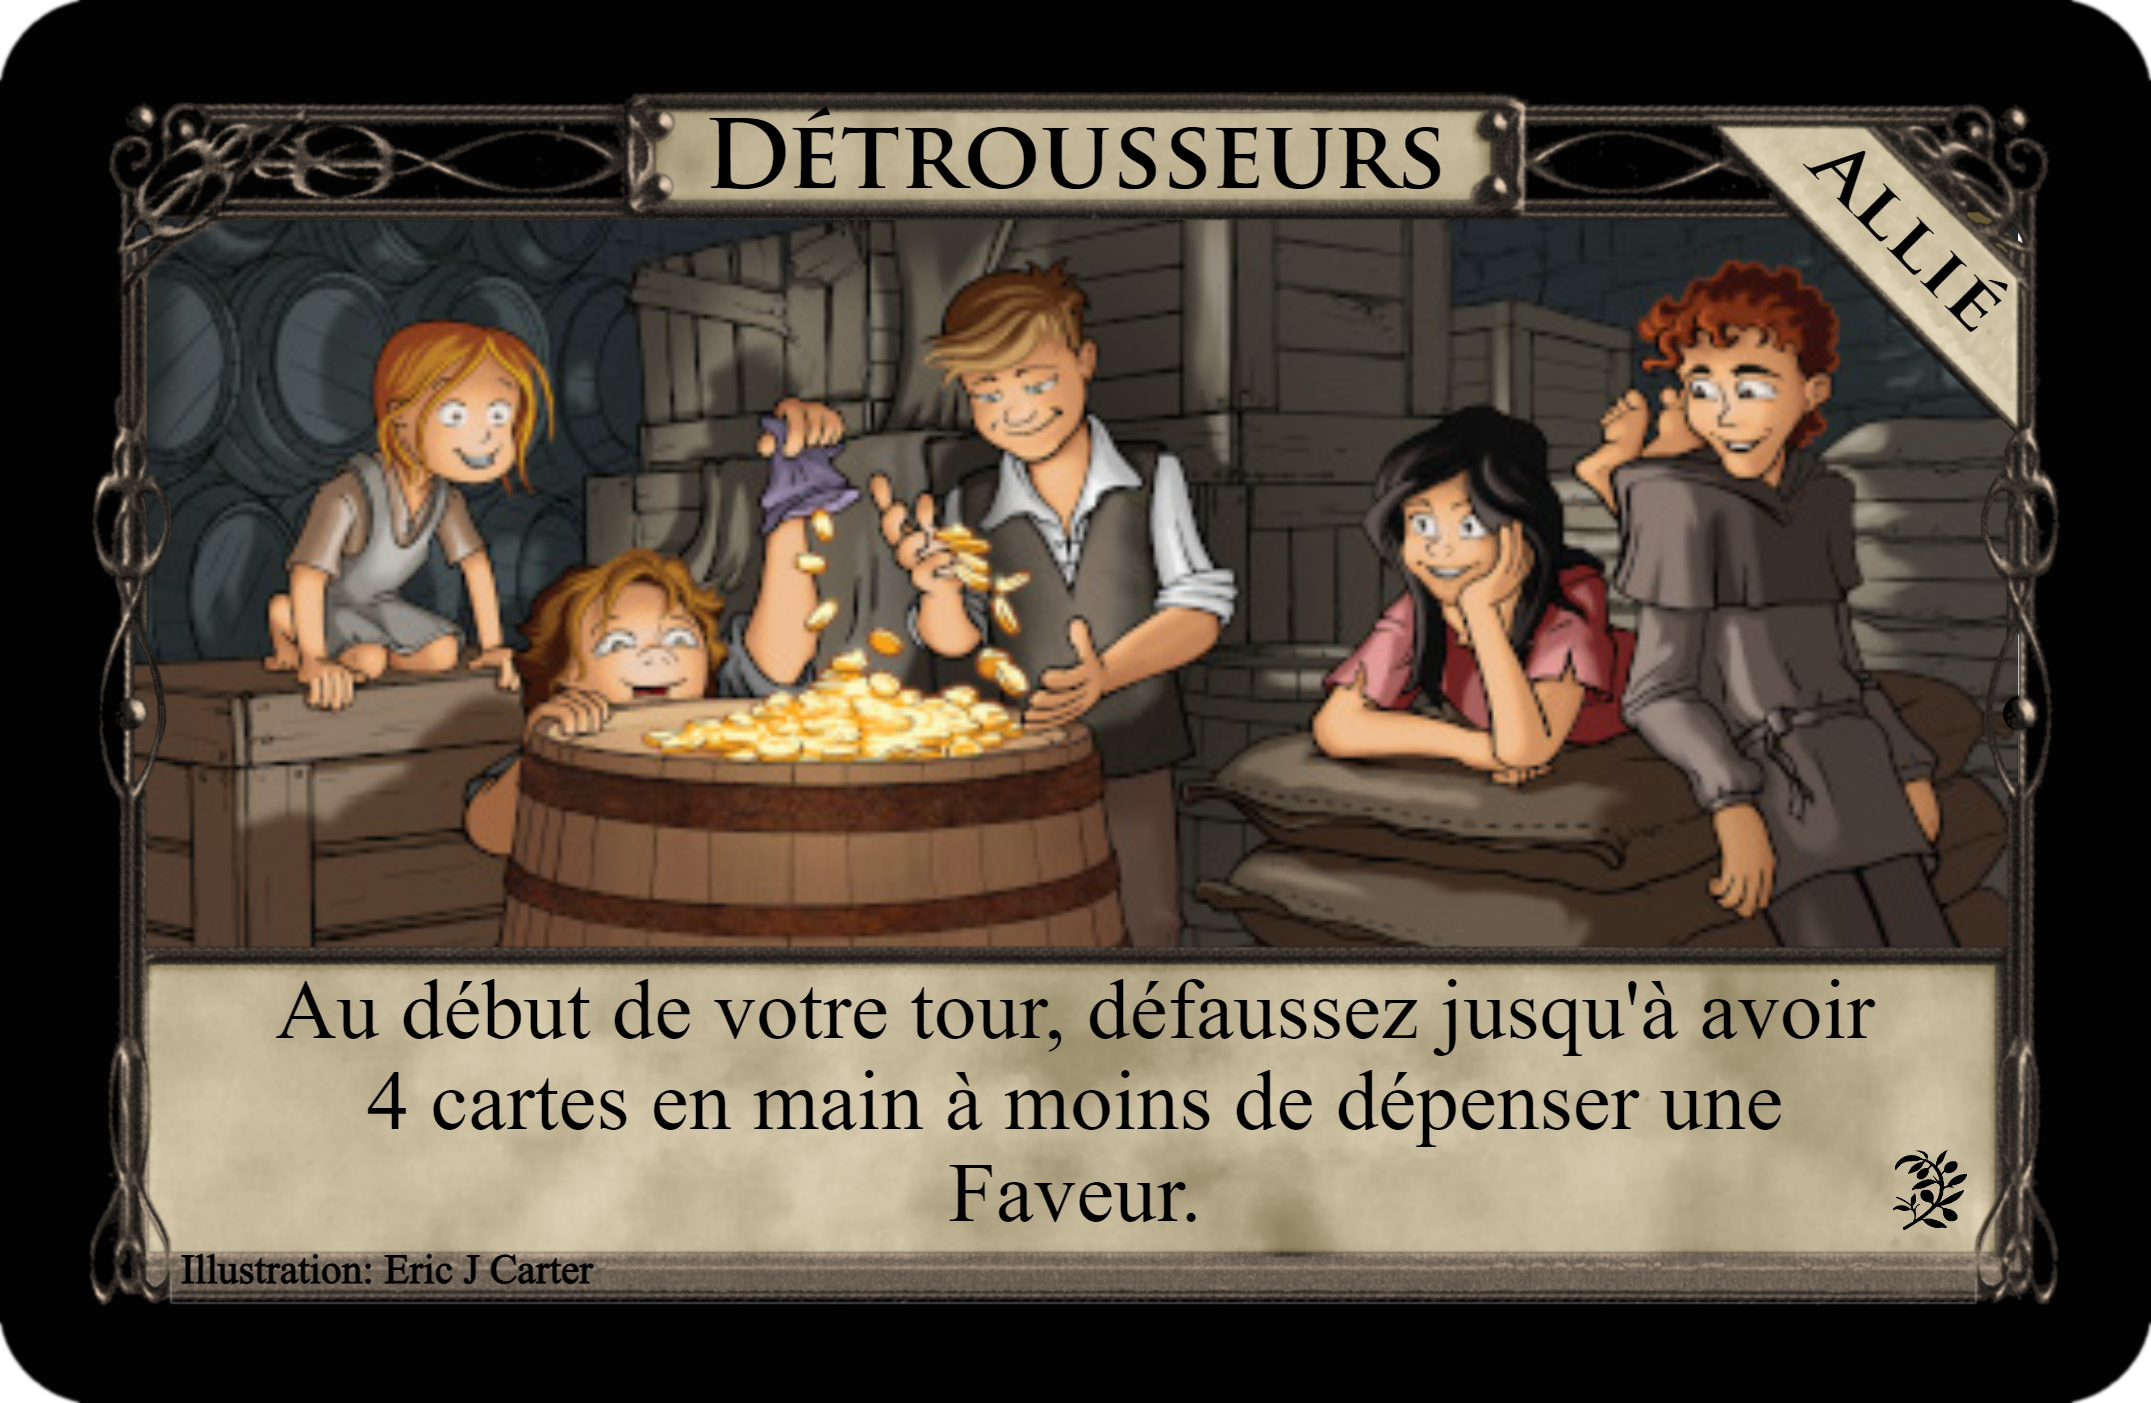 Détrousseurs
Allié
Au début de votre tour, défaussez jusqu'à avoir
4 cartes en main à moins de dépenser une
Faveur.
Illustration: Eric J Carter